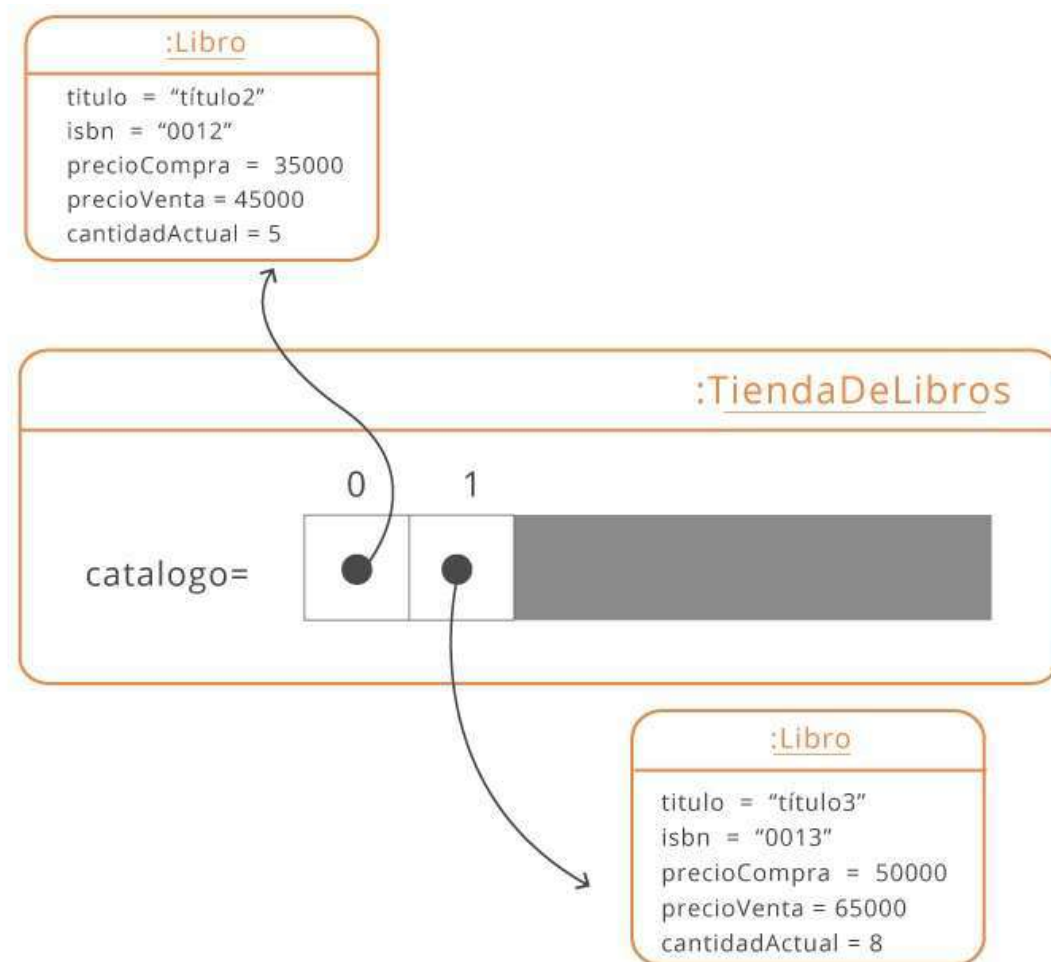 :Libro
titulo = “título2”
isbn = “0012”
precioCompra = 35000
precioVenta = 45000
cantidadActual = 5
:TiendaDeLibros
0 1
catalogo=
:Libro
titulo = “título3”
isbn = “0013”
precioCompra = 50000
precioVenta = 65000
cantidadActual = 8